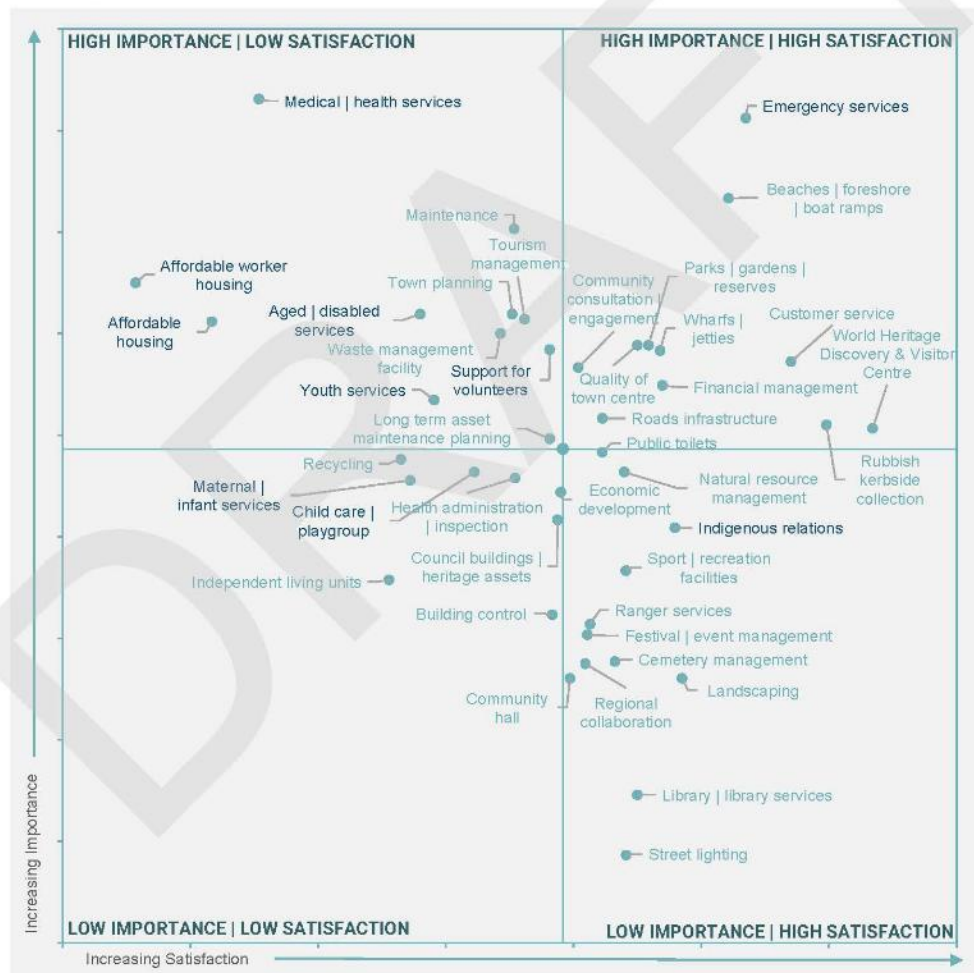 HIGH IMPORTANCE | LOW SATISFACTION
HIGH IMPORTANCE | HIGH SATISFACTION
Medical | health services
Emergency services
Beaches | foreshore
| boat ramps
Maintenance
Tourism
management
Affordable worker
housing
Town planning
Community
consultation
engagement
Parks | gardens |
reserves
Aged | disabled
services
Affordable
housing
Wharfs |
jetties
Customer service
World Heritage
Discovery & Visitor
Centre
Waste management
facility
Support for
volunteers
Quality of
town centre
Financial management
Youth services
Long term asset
maintenance planning
Roads infrastructure
Public toilets
Recycling
Rubbish
kerbside
collection
Maternal |
infant services
Child care |
playgroup
Health administration
| inspection
Economic
development
Natural resource
management
Indigenous relations
Council buildings |
heritage assets
Sport | recreation
facilities
Independent living units
Building control
Ranger services
Festival | event management
Cemetery management
Landscaping
Community
hall
Regional
collaboration
Library | library services
Street lighting
LOW IMPORTANCE | LOW SATISFACTION
LOW IMPORTANCE | HIGH SATISFACTION
Increasing Importance
Increasing Satisfaction
DRAF